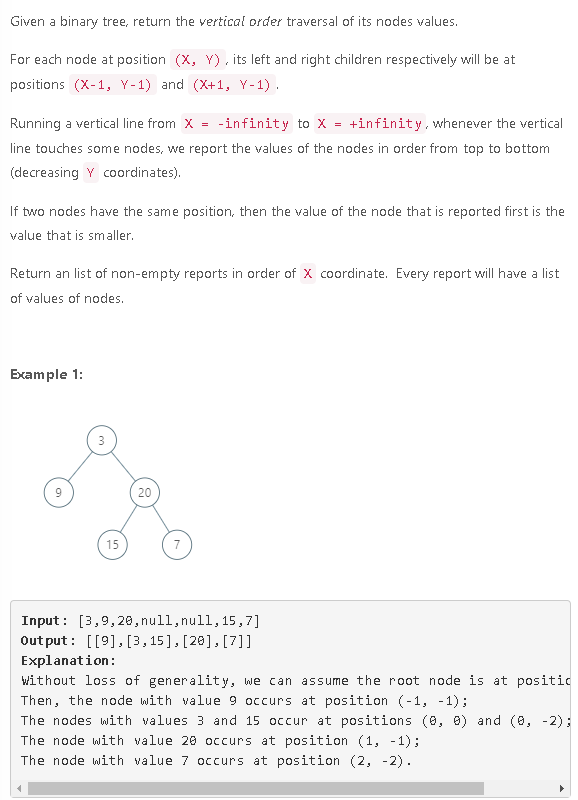 Given a binary tree, return the vertical order traversal of its nodes values.
For each node at position (X, Y) , its left and right children respectively will be at
positions (X-1, Y-1) and (X+1, Y-1) .
Running a vertical line from X = -infinity to X = +infinity , whenever the vertical
line touches some nodes, we report the values of the nodes in order from top to bottom
(decreasing Y coordinates).
If two nodes have the same position, then the value of the node that is reported first is the
value that is smaller.
Return an list of non-empty reports in order of X coordinate. Every report will have a list
of values of nodes.
Example 1:
3
9 20
15 7
Input: [3,9,20,null,null,15,7]
Output: [[9],[3,15],[20],[7]]
Explanation:
Without loss of generality, we can assume the root node is at
Then, the node with value 9 occurs at position (-1, -1);
The nodes with values 3 and 15 occur at positions (0, 0) and (0, -2);
The node with value 20 occurs at position (1, -1);
The node with value 7 occurs at position (2, -2).